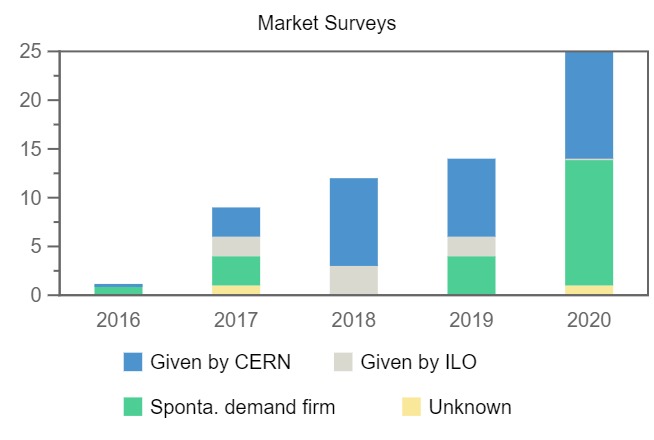 Market Surveys
25
20
15
10
5
0
2016 2017 2018 2019 2020
Given by CERN Given by ILO
Sponta. demand firm Unknown